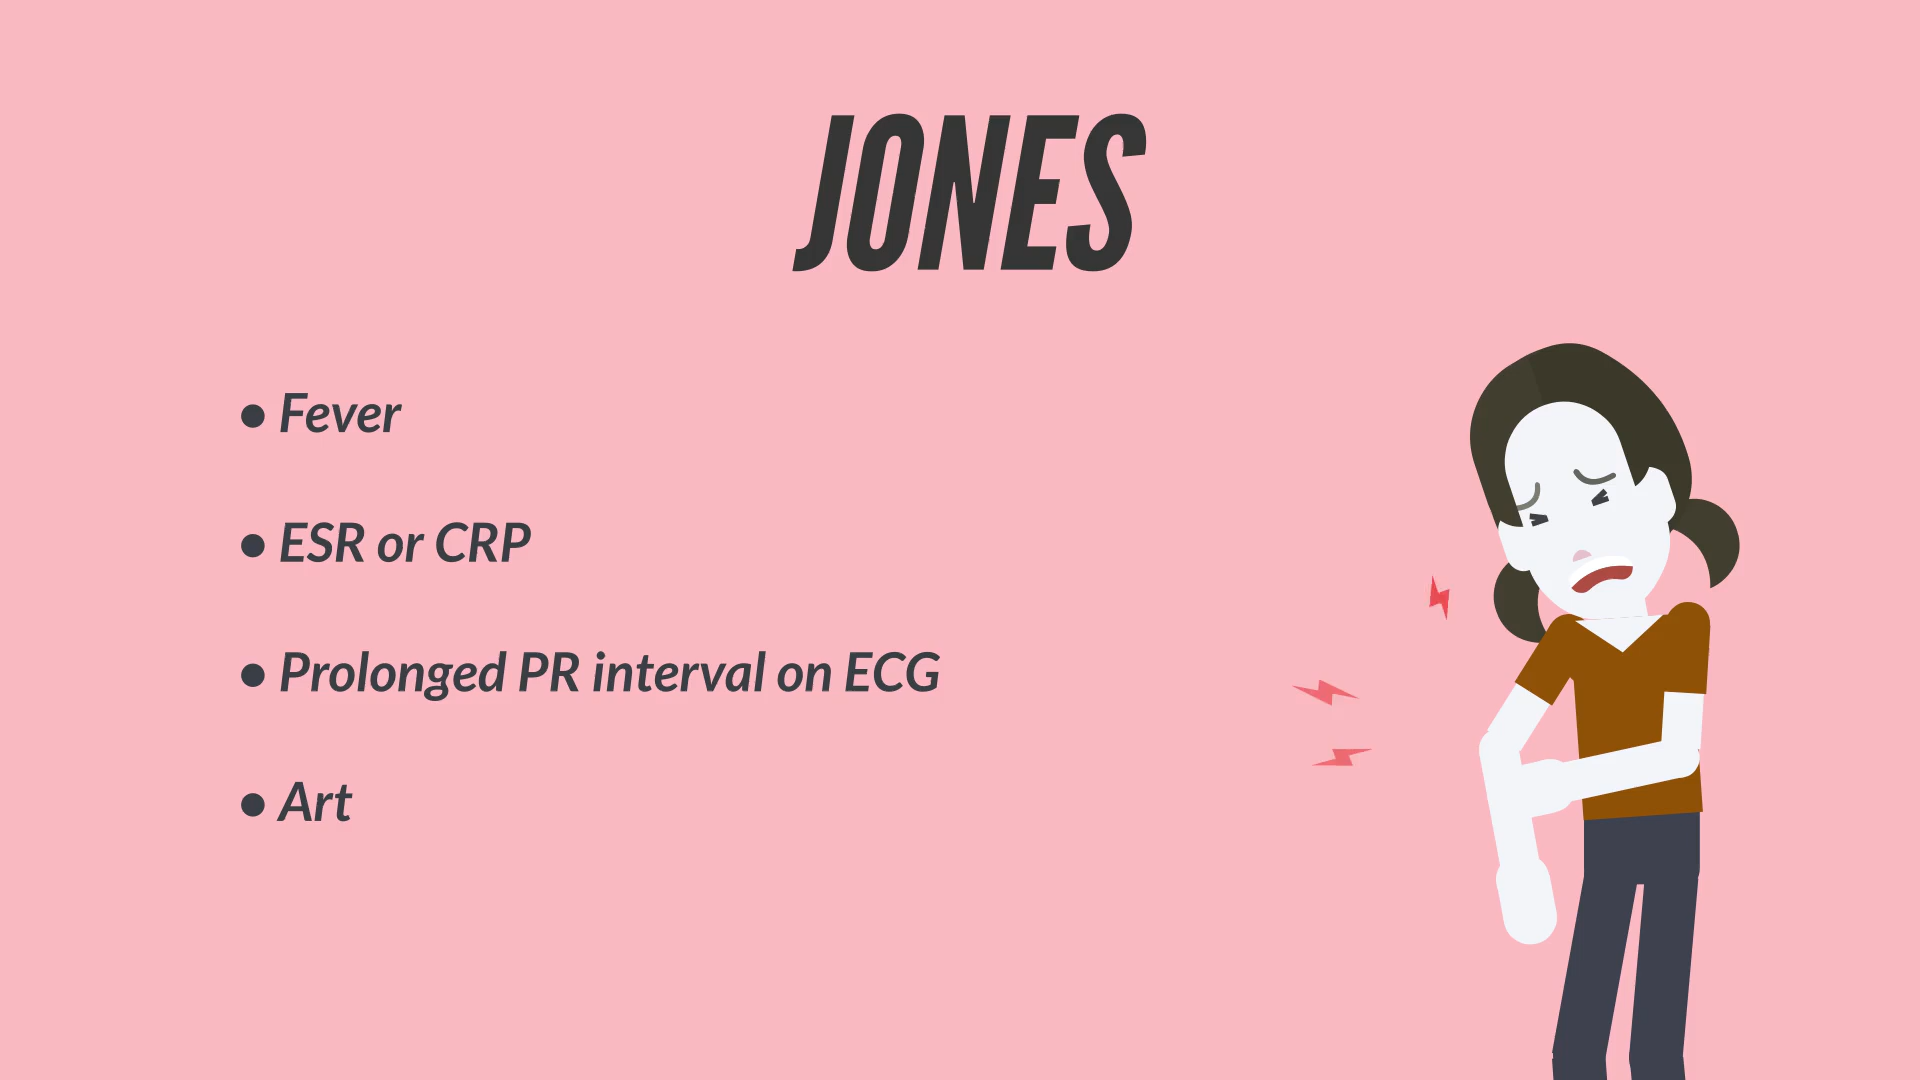 JONES
• Fever
• ESR or CRP
• Prolonged PR interval on ECG
• Art